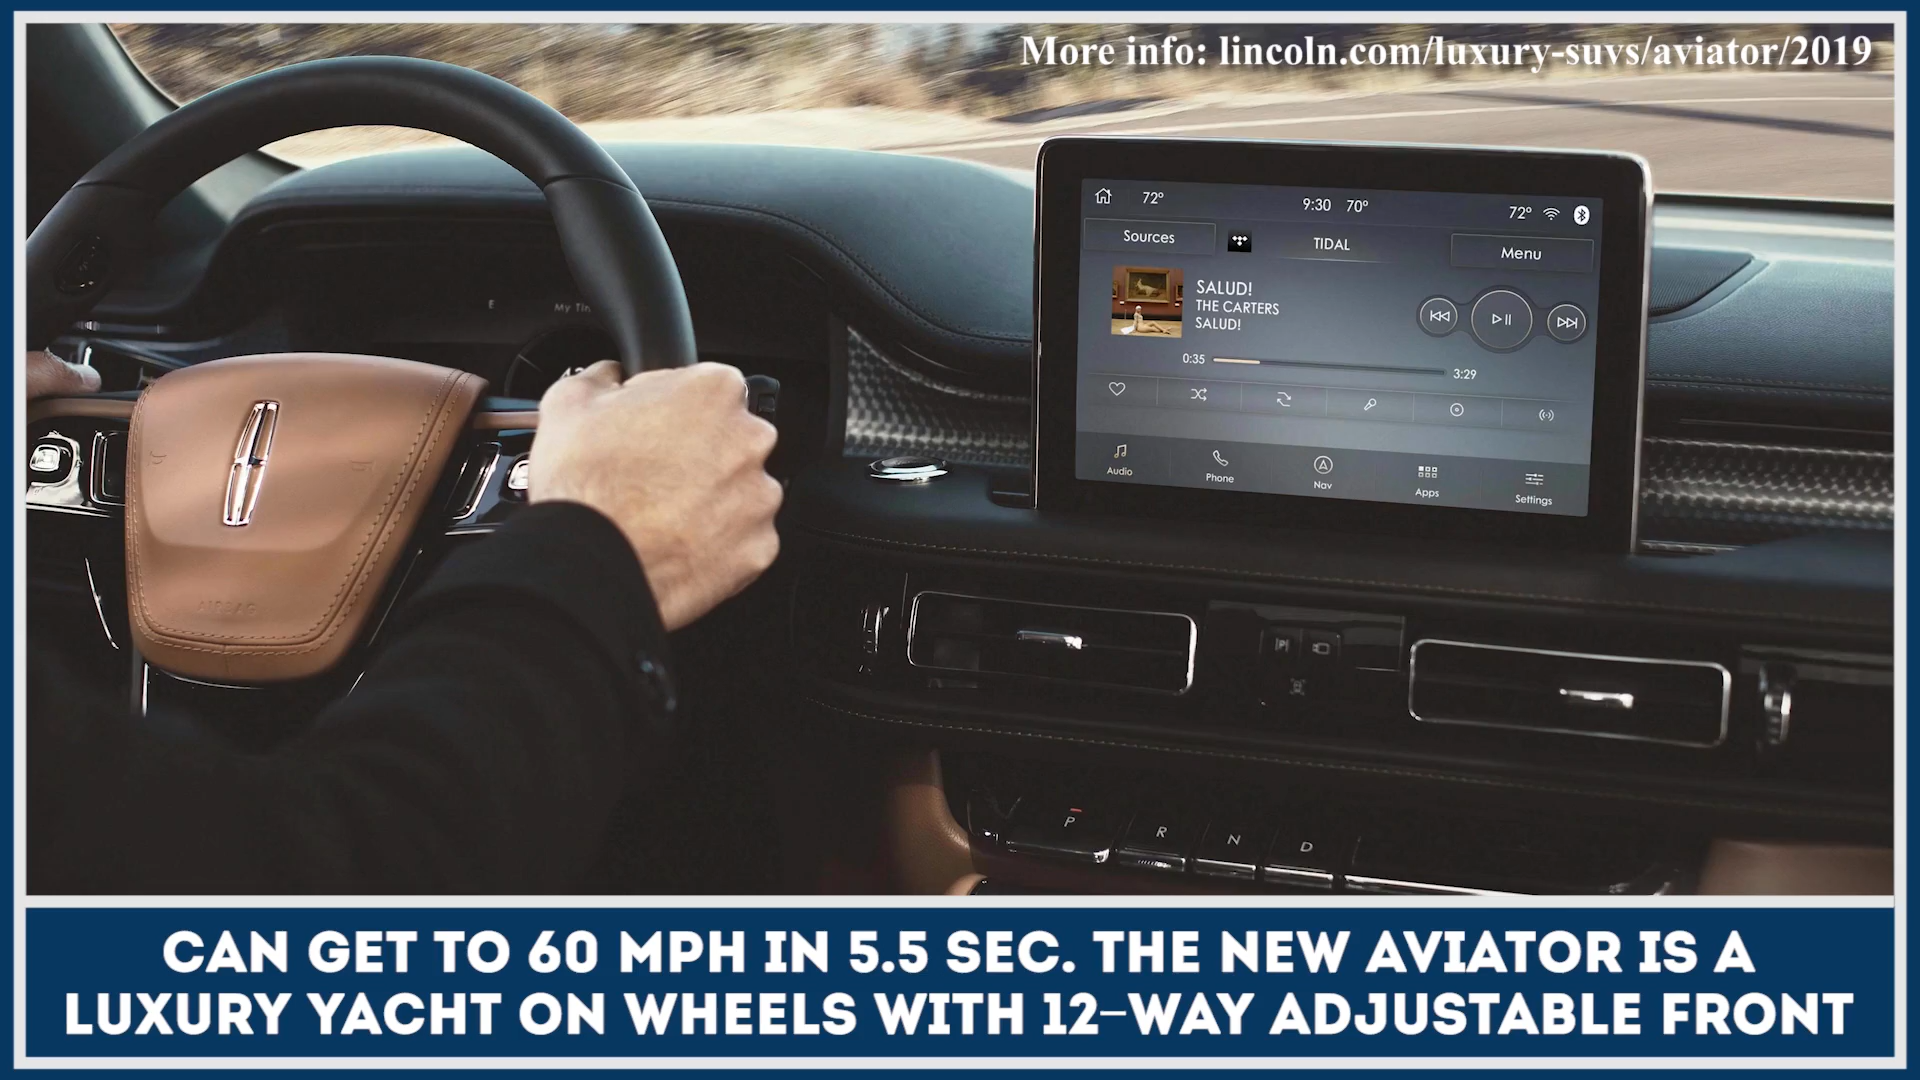 More info: lincoln.com/luxury-suvs/aviator/2019
72° 9:30 70° 72°
Sources TIDAL Menu
SALUD!
THE CARTERS
SALUD!
0:35 3:29
Audio Phone Nav Apps Settings
E
AIRBAG
P R N D
CAN GET TO 60 MPH IN 5.5 SEC. THE NEW AVIATOR IS A
LUXURY YACHT ON WHEELS WITH 12-WAY ADJUSTABLE FRONT